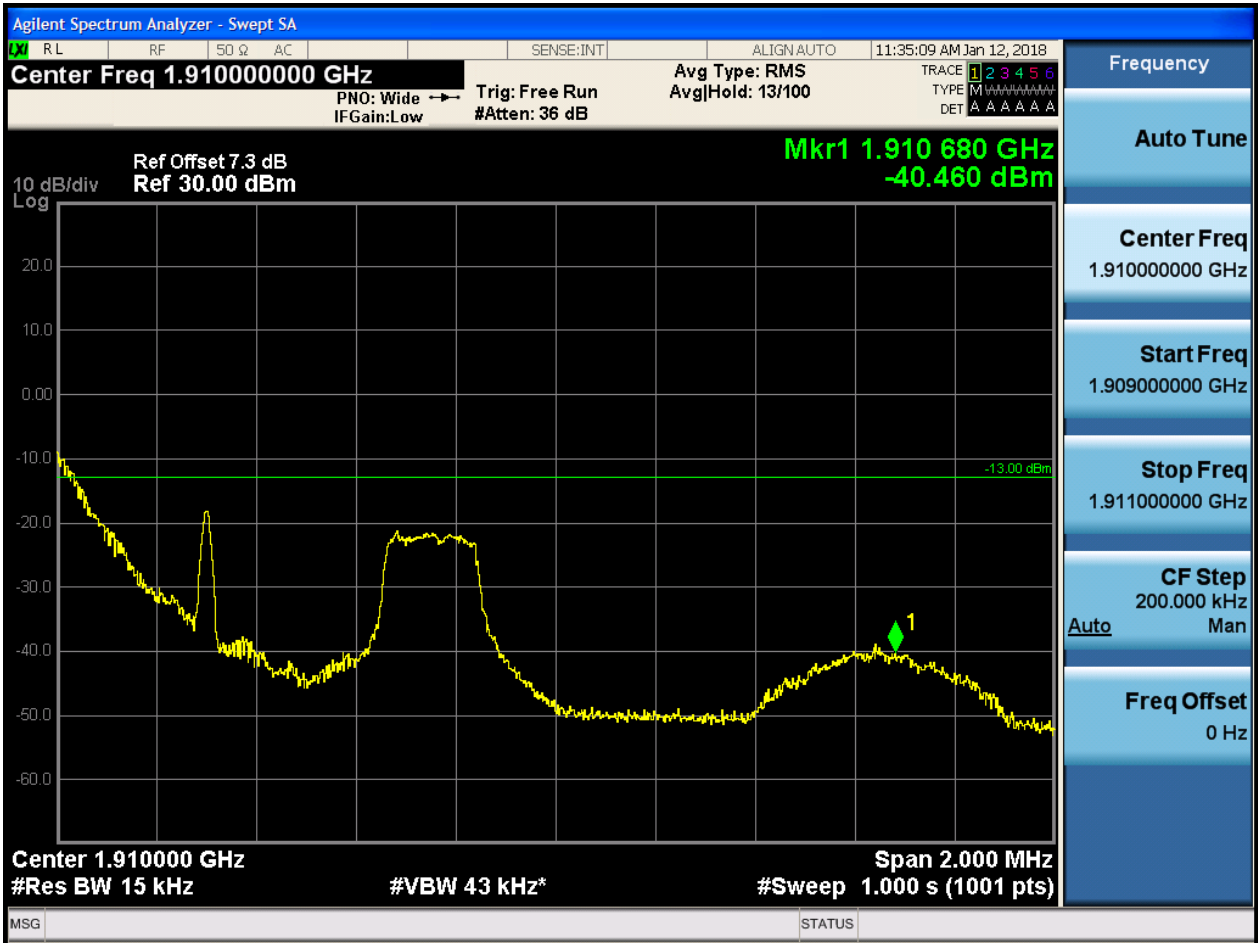 Agilent Spectrum Analyzer - Swept SA
LXI RL RF 50 Ω AC SENSE:INT ALIGN AUTO 11:35:09 AM Jan 12, 2018
Center Freq 1.910000000 GHz
PNO: Wide
IFGain:Low
Trig: Free Run
#Atten: 36 dB
Avg Type: RMS
Avg|Hold: 13/100
TRACE 1 2 3 4 5 6
TYPE M WWWWW
DET A A A A A A
Mkr1 1.910 680 GHz
-40.460 dBm
Ref Offset 7.3 dB
10 dB/div Ref 30.00 dBm
Log
20.0
10.0
0.00
-10.0
-13.00 dBm
-20.0
-30.0
1
-40.0
-50.0
-60.0
Center 1.910000 GHz Span 2.000 MHz
#Res BW 15 kHz #VBW 43 kHz* #Sweep 1.000 s (1001 pts)
MSG STATUS
Frequency
Auto Tune
Center Freq
1.910000000 GHz
Start Freq
1.909000000 GHz
Stop Freq
1.911000000 GHz
CF Step
200.000 kHz
Auto Man
Freq Offset
0 Hz